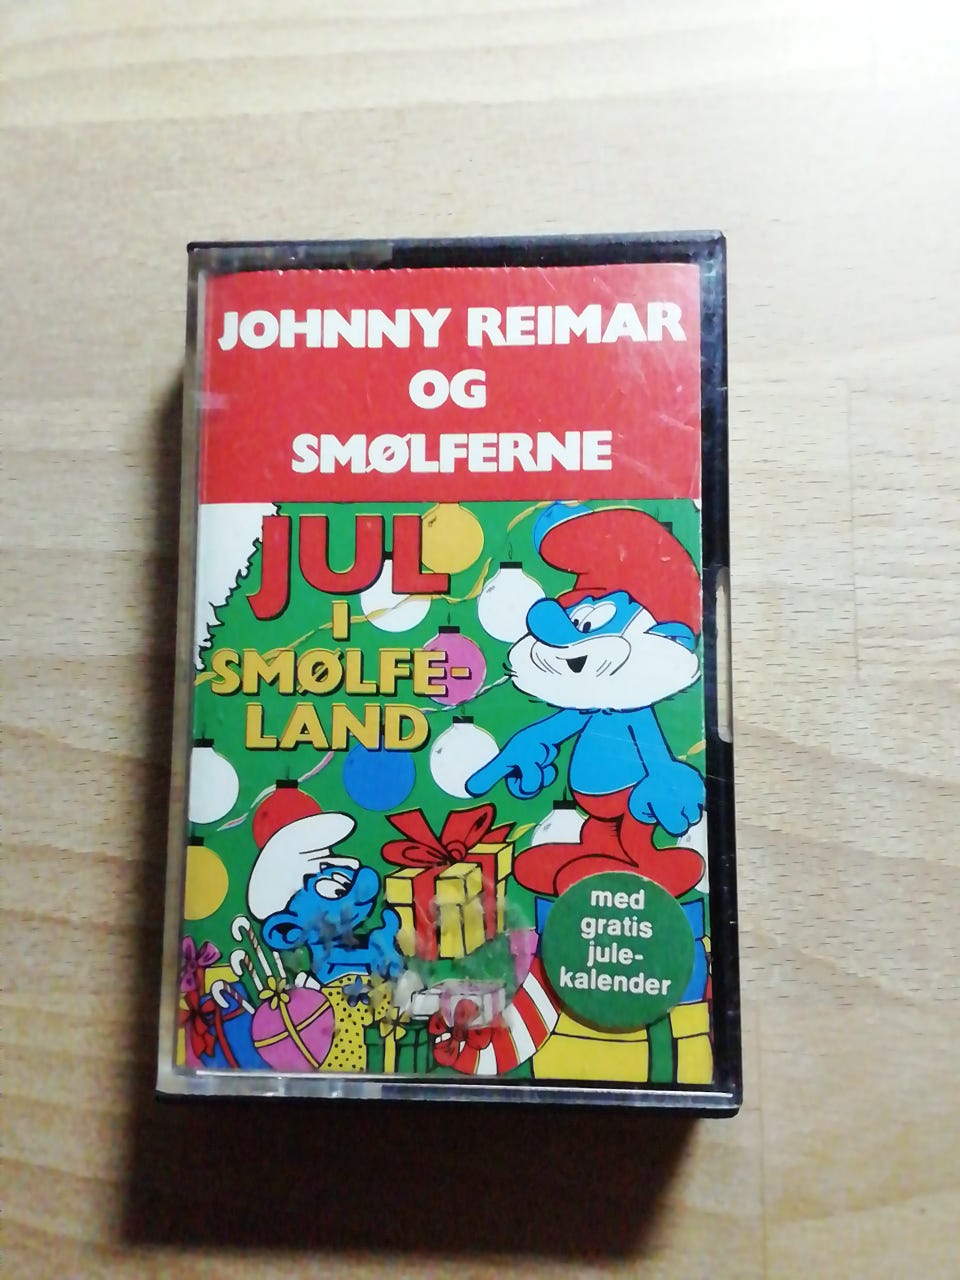 JOHNNY REIMAR
OG
SMØLFERNE
JUL
I
SMØLFE-
LAND
med
gratis
jule-
kalender